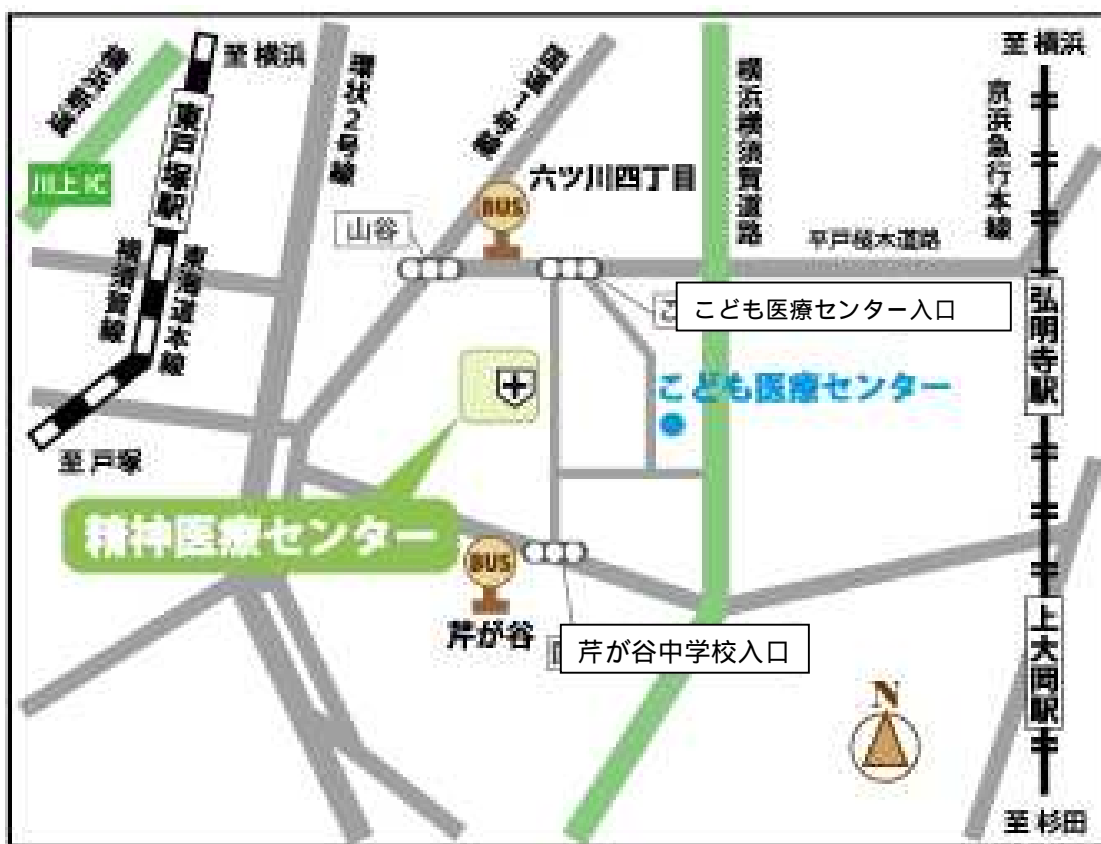 至 横浜
横浜新道
川上 IC
東戸塚駅
横須賀線
東海道本線
至 戸塚
環状2号線
国道1号線
山谷
BUS
六ツ川四丁目
横浜横須賀道路
平戸桜木道路
こども医療センター入口
こども医療センター
精神医療センター
BUS
芹が谷
芹が谷中学校入口
至 横浜
京浜急行本線
弘明寺駅
上大岡駅
至 杉田
N